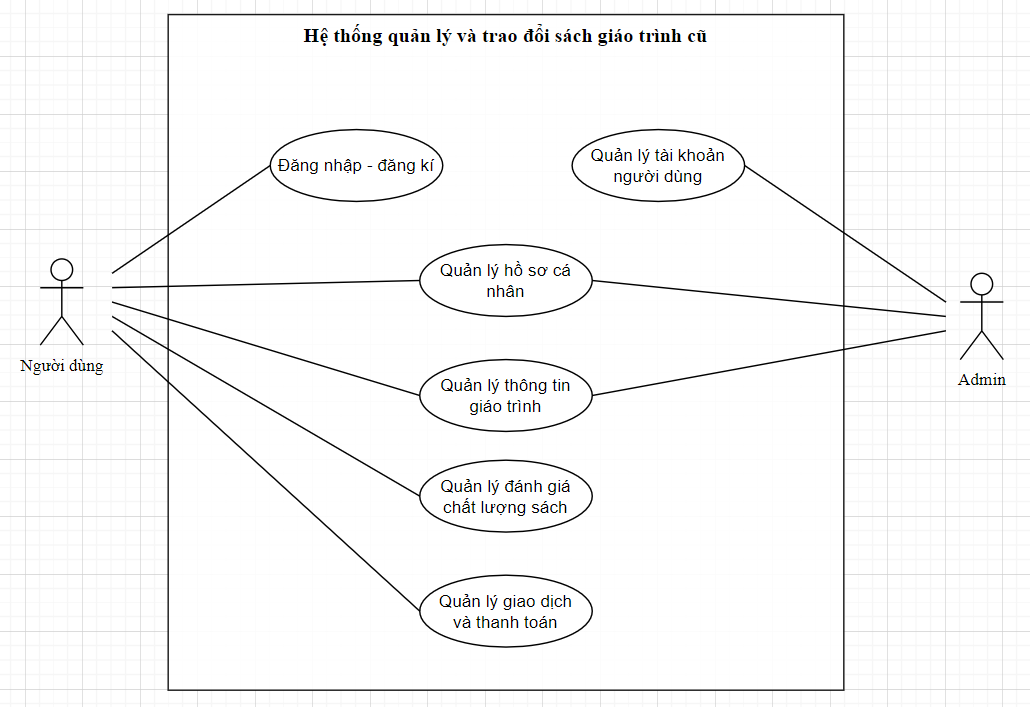 Hệ thống quản lý và trao đổi sách giáo trình cũ
Đăng nhập - đăng kí
Quản lý tài khoản
người dùng
Quản lý hồ sơ cá
nhân
Người dùng
Admin
Quản lý thông tin
giáo trình
Quản lý đánh giá
chất lượng sách
Quản lý giao dịch
và thanh toán